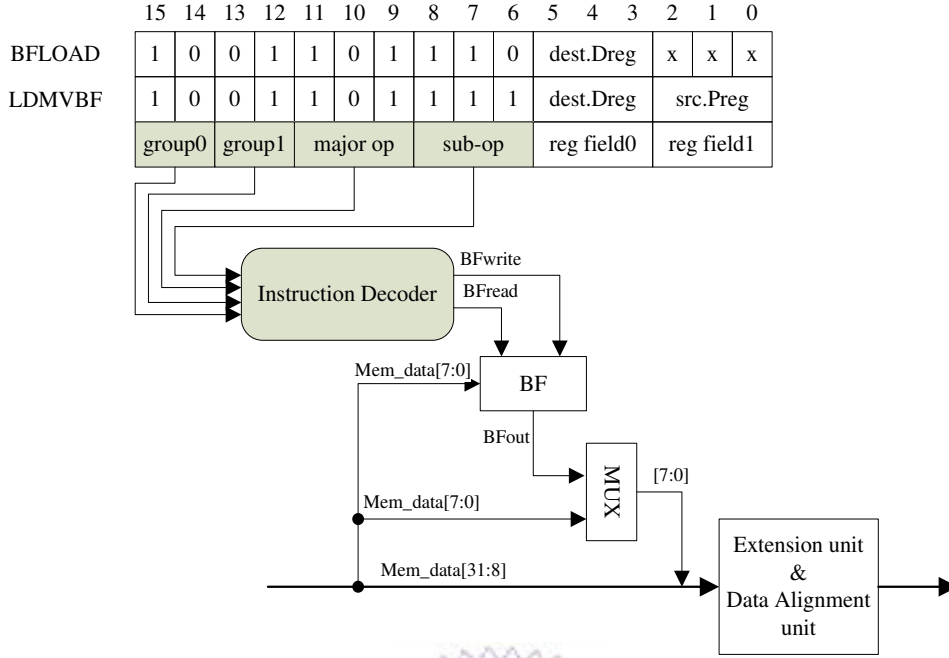 15 14 13 12 11 10 9 8 7 6 5 4 3 2 1 0
BFLOAD 1 0 0 1 1 0 1 1 1 0 dest.Dreg x x x
LDMVBF 1 0 0 1 1 0 1 1 1 1 dest.Dreg src.Preg
group0 group1 major op sub-op reg field0 reg field1
BFwrite
Instruction Decoder
BFread
Mem_data[7:0]
BF
BFout
MUX
[7:0]
Mem_data[7:0]
Mem_data[31:8]
Extension unit
&
Data Alignment
unit